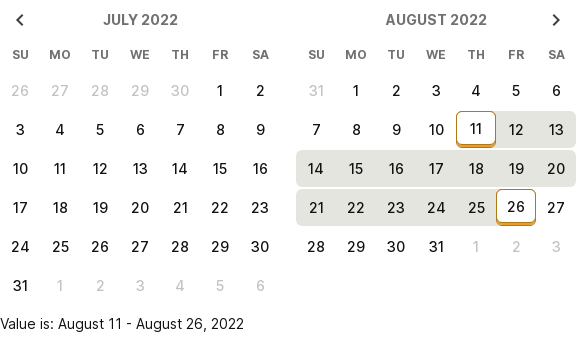 JULY 2022
SU MO TU WE TH FR SA
26 27 28 29 30 1 2
3 4 5 6 7 8 9
10 11 12 13 14 15 16
17 18 19 20 21 22 23
24 25 26 27 28 29 30
31 1 2 3 4 5 6
AUGUST 2022
SU MO TU WE TH FR SA
31 1 2 3 4 5 6
7 8 9 10 11 12 13
14 15 16 17 18 19 20
21 22 23 24 25 26 27
28 29 30 31 1 2 3
Value is: August 11 - August 26, 2022